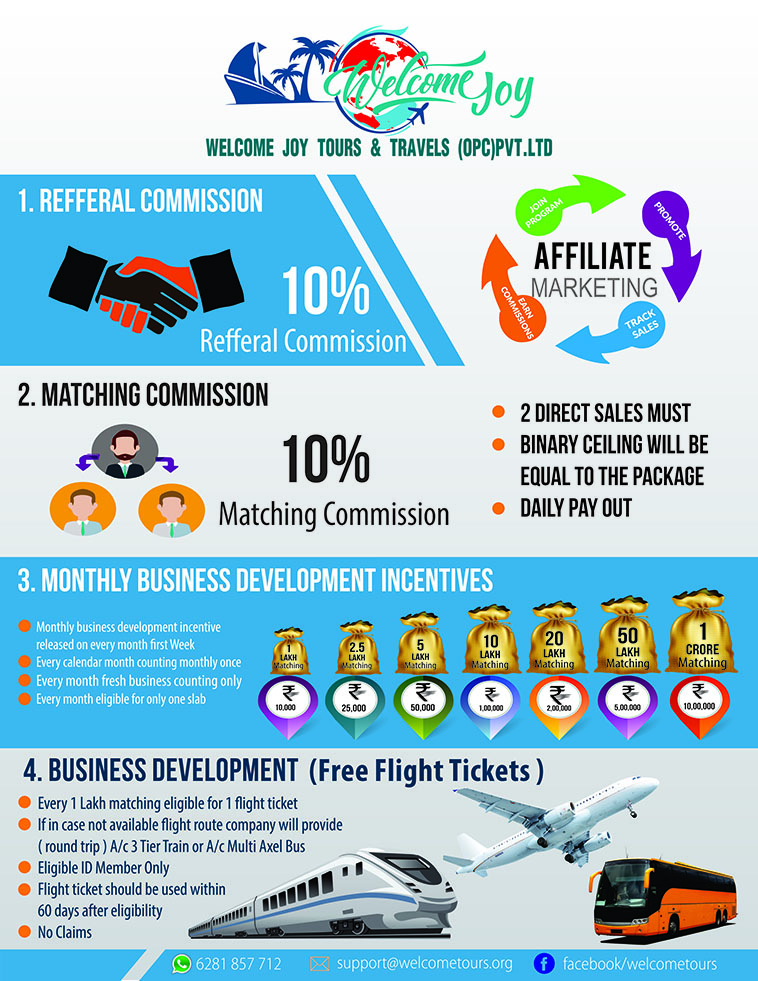 Welcome Joy
WELCOME JOY TOURS & TRAVELS (OPC)PVT.LTD
1. REFFERAL COMMISSION
10%
Refferal Commission
JOIN
PROGRAM
PROMOTE
AFFILIATE
MARKETING
EARN
COMMISSIONS
TRACK
SALES
2. MATCHING COMMISSION
10%
Matching Commission
2 DIRECT SALES MUST
BINARY CEILING WILL BE
EQUAL TO THE PACKAGE
DAILY PAY OUT
3. MONTHLY BUSINESS DEVELOPMENT INCENTIVES
Monthly business development incentive
released on every month first Week
Every calendar month counting monthly once
Every month fresh business counting only
Every month eligible for only one slab
1
LAKH
Matching
₹
10,000
2.5
LAKH
Matching
₹
25,000
5
LAKH
Matching
₹
50,000
10
LAKH
Matching
₹
1,00,000
20
LAKH
Matching
₹
2,00,000
50
LAKH
Matching
₹
5,00,000
1
CRORE
Matching
₹
10,00,000
4. BUSINESS DEVELOPMENT (Free Flight Tickets )
Every 1 Lakh matching eligible for 1 flight ticket
If in case not available flight route company will provide
( round trip ) A/c 3 Tier Train or A/c Multi Axel Bus
Eligible ID Member Only
Flight ticket should be used within
60 days after eligibility
No Claims
6281 857 712
support@welcometours.org
facebook/welcometours